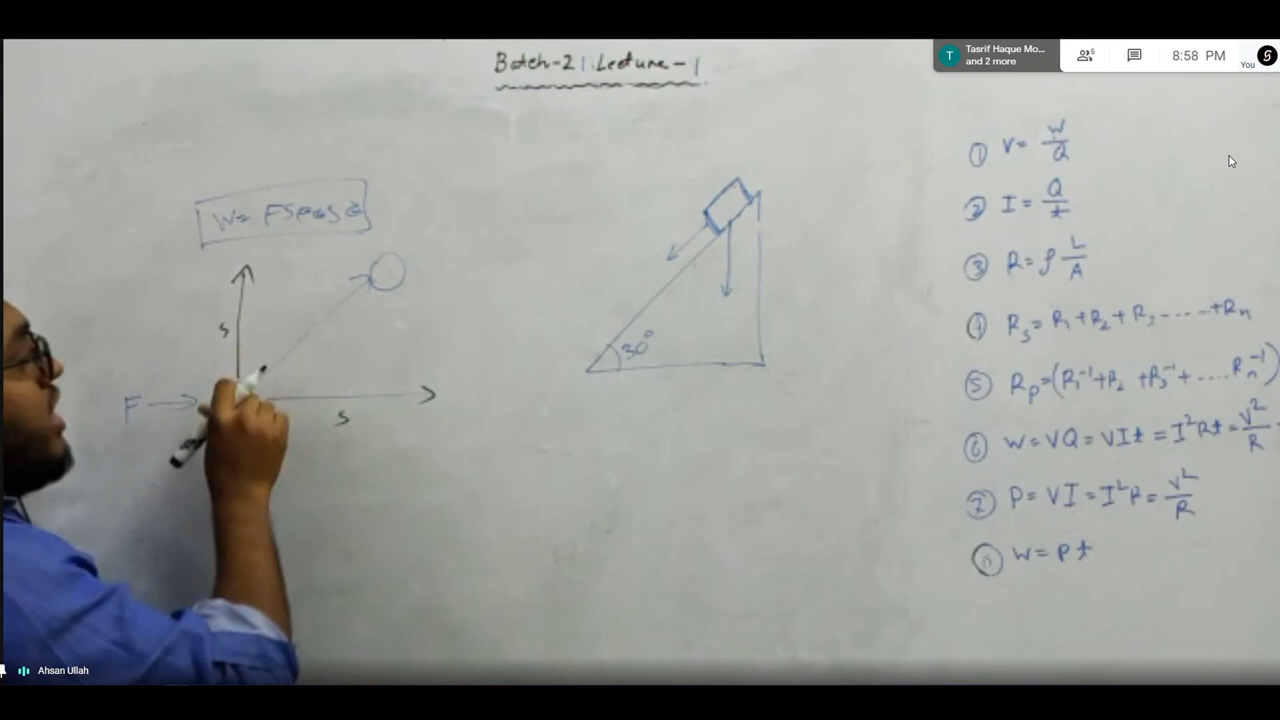 Batch-2 | Lecture-1
Tasrif Haque Mo...
and 2 more
T
5
8:58 PM
You
W=
S
F
S
30°
① V = W/Q
② I = Q/t
③ R = ρ L/A
④ Rs = R1 + R2 + R3 ---- + Rn
⑤ Rp = (R1⁻¹ + R2 + R3⁻¹ + .... Rn⁻¹)
⑥ W = VQ = VIt = I²Rt = V²/R
⑦ P = VI = I²R = V²/R
W = Pt
Ahsan Ullah